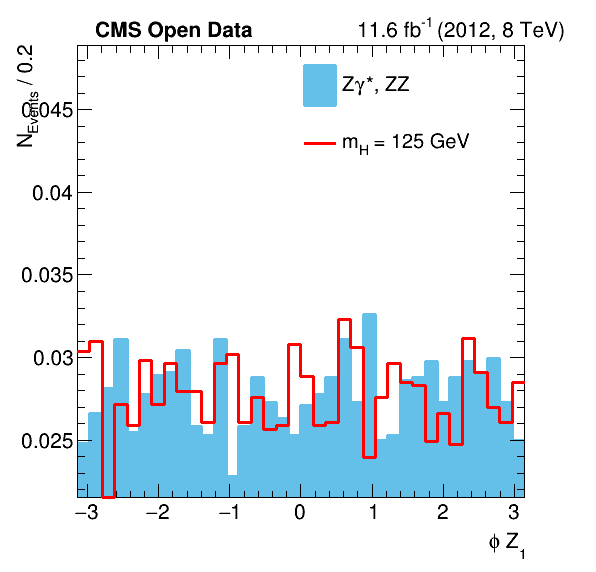 CMS Open Data 11.6 fb-1 (2012, 8 TeV)
NEvents / 0.2
Zγ*, ZZ
mH = 125 GeV
0.045
0.04
0.035
0.03
0.025
−3 −2 −1 0 1 2 3
ϕ Z1